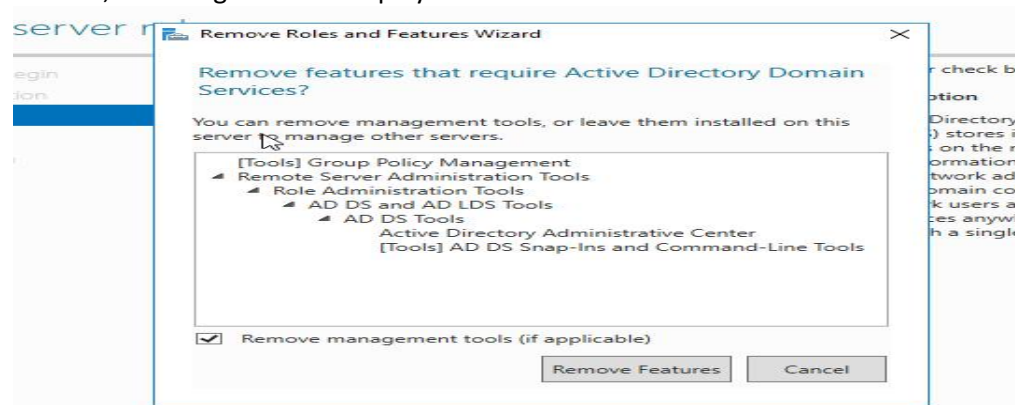 server
Remove Roles and Features Wizard
egin
ion
Remove features that require Active Directory Domain
Services?
You can remove management tools, or leave them installed on this
server to manage other servers.
[Tools] Group Policy Management
Remote Server Administration Tools
Role Administration Tools
AD DS and AD LDS Tools
AD DS Tools
Active Directory Administrative Center
[Tools] AD DS Snap-Ins and Command-Line Tools
Remove management tools (if applicable)
Remove Features Cancel
check b
ption
Directory
) stores i
on the
ormation
twork ad
omain co
k users a
ces anyw
h a single